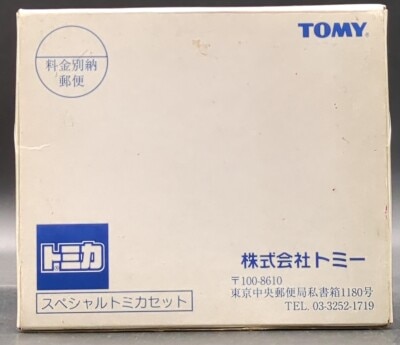 TOMY
料金別納
郵便
トミカ
スペシャルトミカセット
株式会社トミー
〒100-8610
東京中央郵便局私書箱1180号
TEL. 03-3252-1719